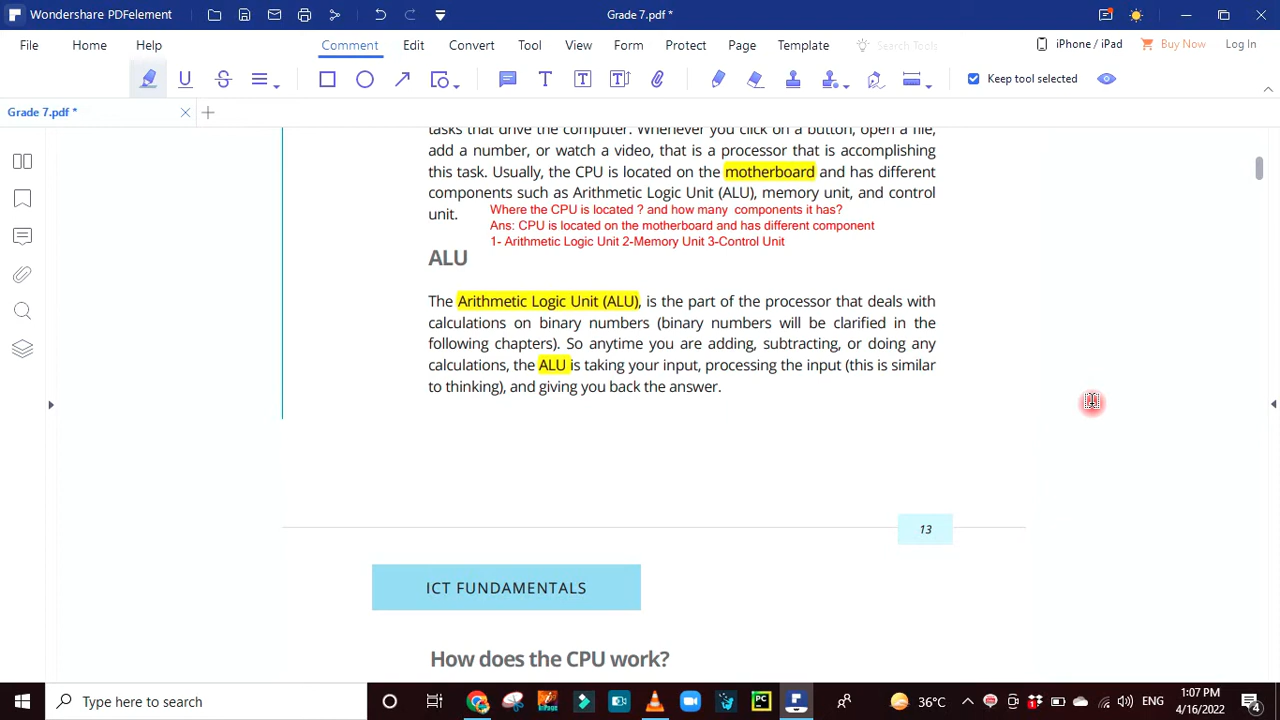 Wondershare PDFelement
Grade 7.pdf *
File Home Help Comment Edit Convert Tool View Form Protect Page Template Search Tools iPhone / iPad Buy Now Log In
Keep tool selected
Grade 7.pdf *
tasks that drive the computer. Whenever you click on a button, open a file,
add a number, or watch a video, that is a processor that is accomplishing
this task. Usually, the CPU is located on the motherboard and has different
components such as Arithmetic Logic Unit (ALU), memory unit, and control
unit.
Where the CPU is located ? and how many components it has?
Ans: CPU is located on the motherboard and has different component
1- Arithmetic Logic Unit 2-Memory Unit 3-Control Unit
ALU
The Arithmetic Logic Unit (ALU), is the part of the processor that deals with
calculations on binary numbers (binary numbers will be clarified in the
following chapters). So anytime you are adding, subtracting, or doing any
calculations, the ALU is taking your input, processing the input (this is similar
to thinking), and giving you back the answer.
13
ICT FUNDAMENTALS
How does the CPU work?
Type here to search
PC
36°C
ENG
1:07 PM
4/16/2022
4